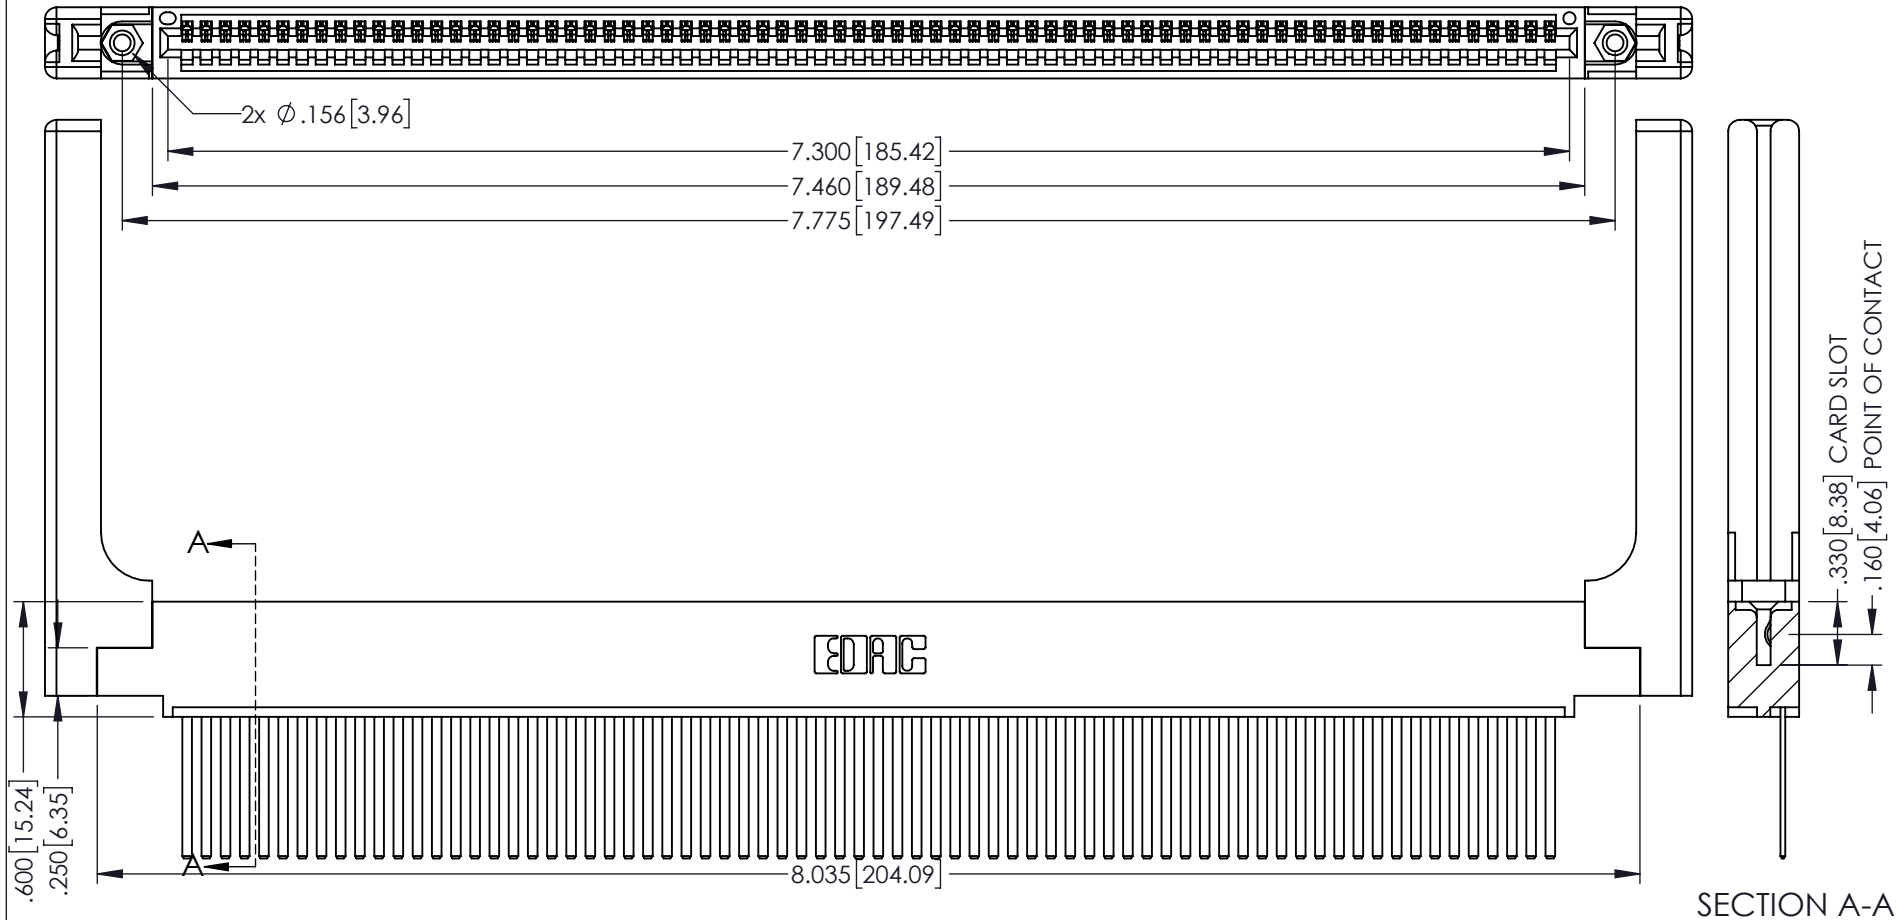 2x Ø.156[3.96]
7.300[185.42]
7.460[189.48]
7.775[197.49]
.330[8.38] CARD SLOT
.160[4.06] POINT OF CONTACT
A
EDAC
.600[15.24]
.250[6.35]
A
8.035[204.09]
SECTION A-A